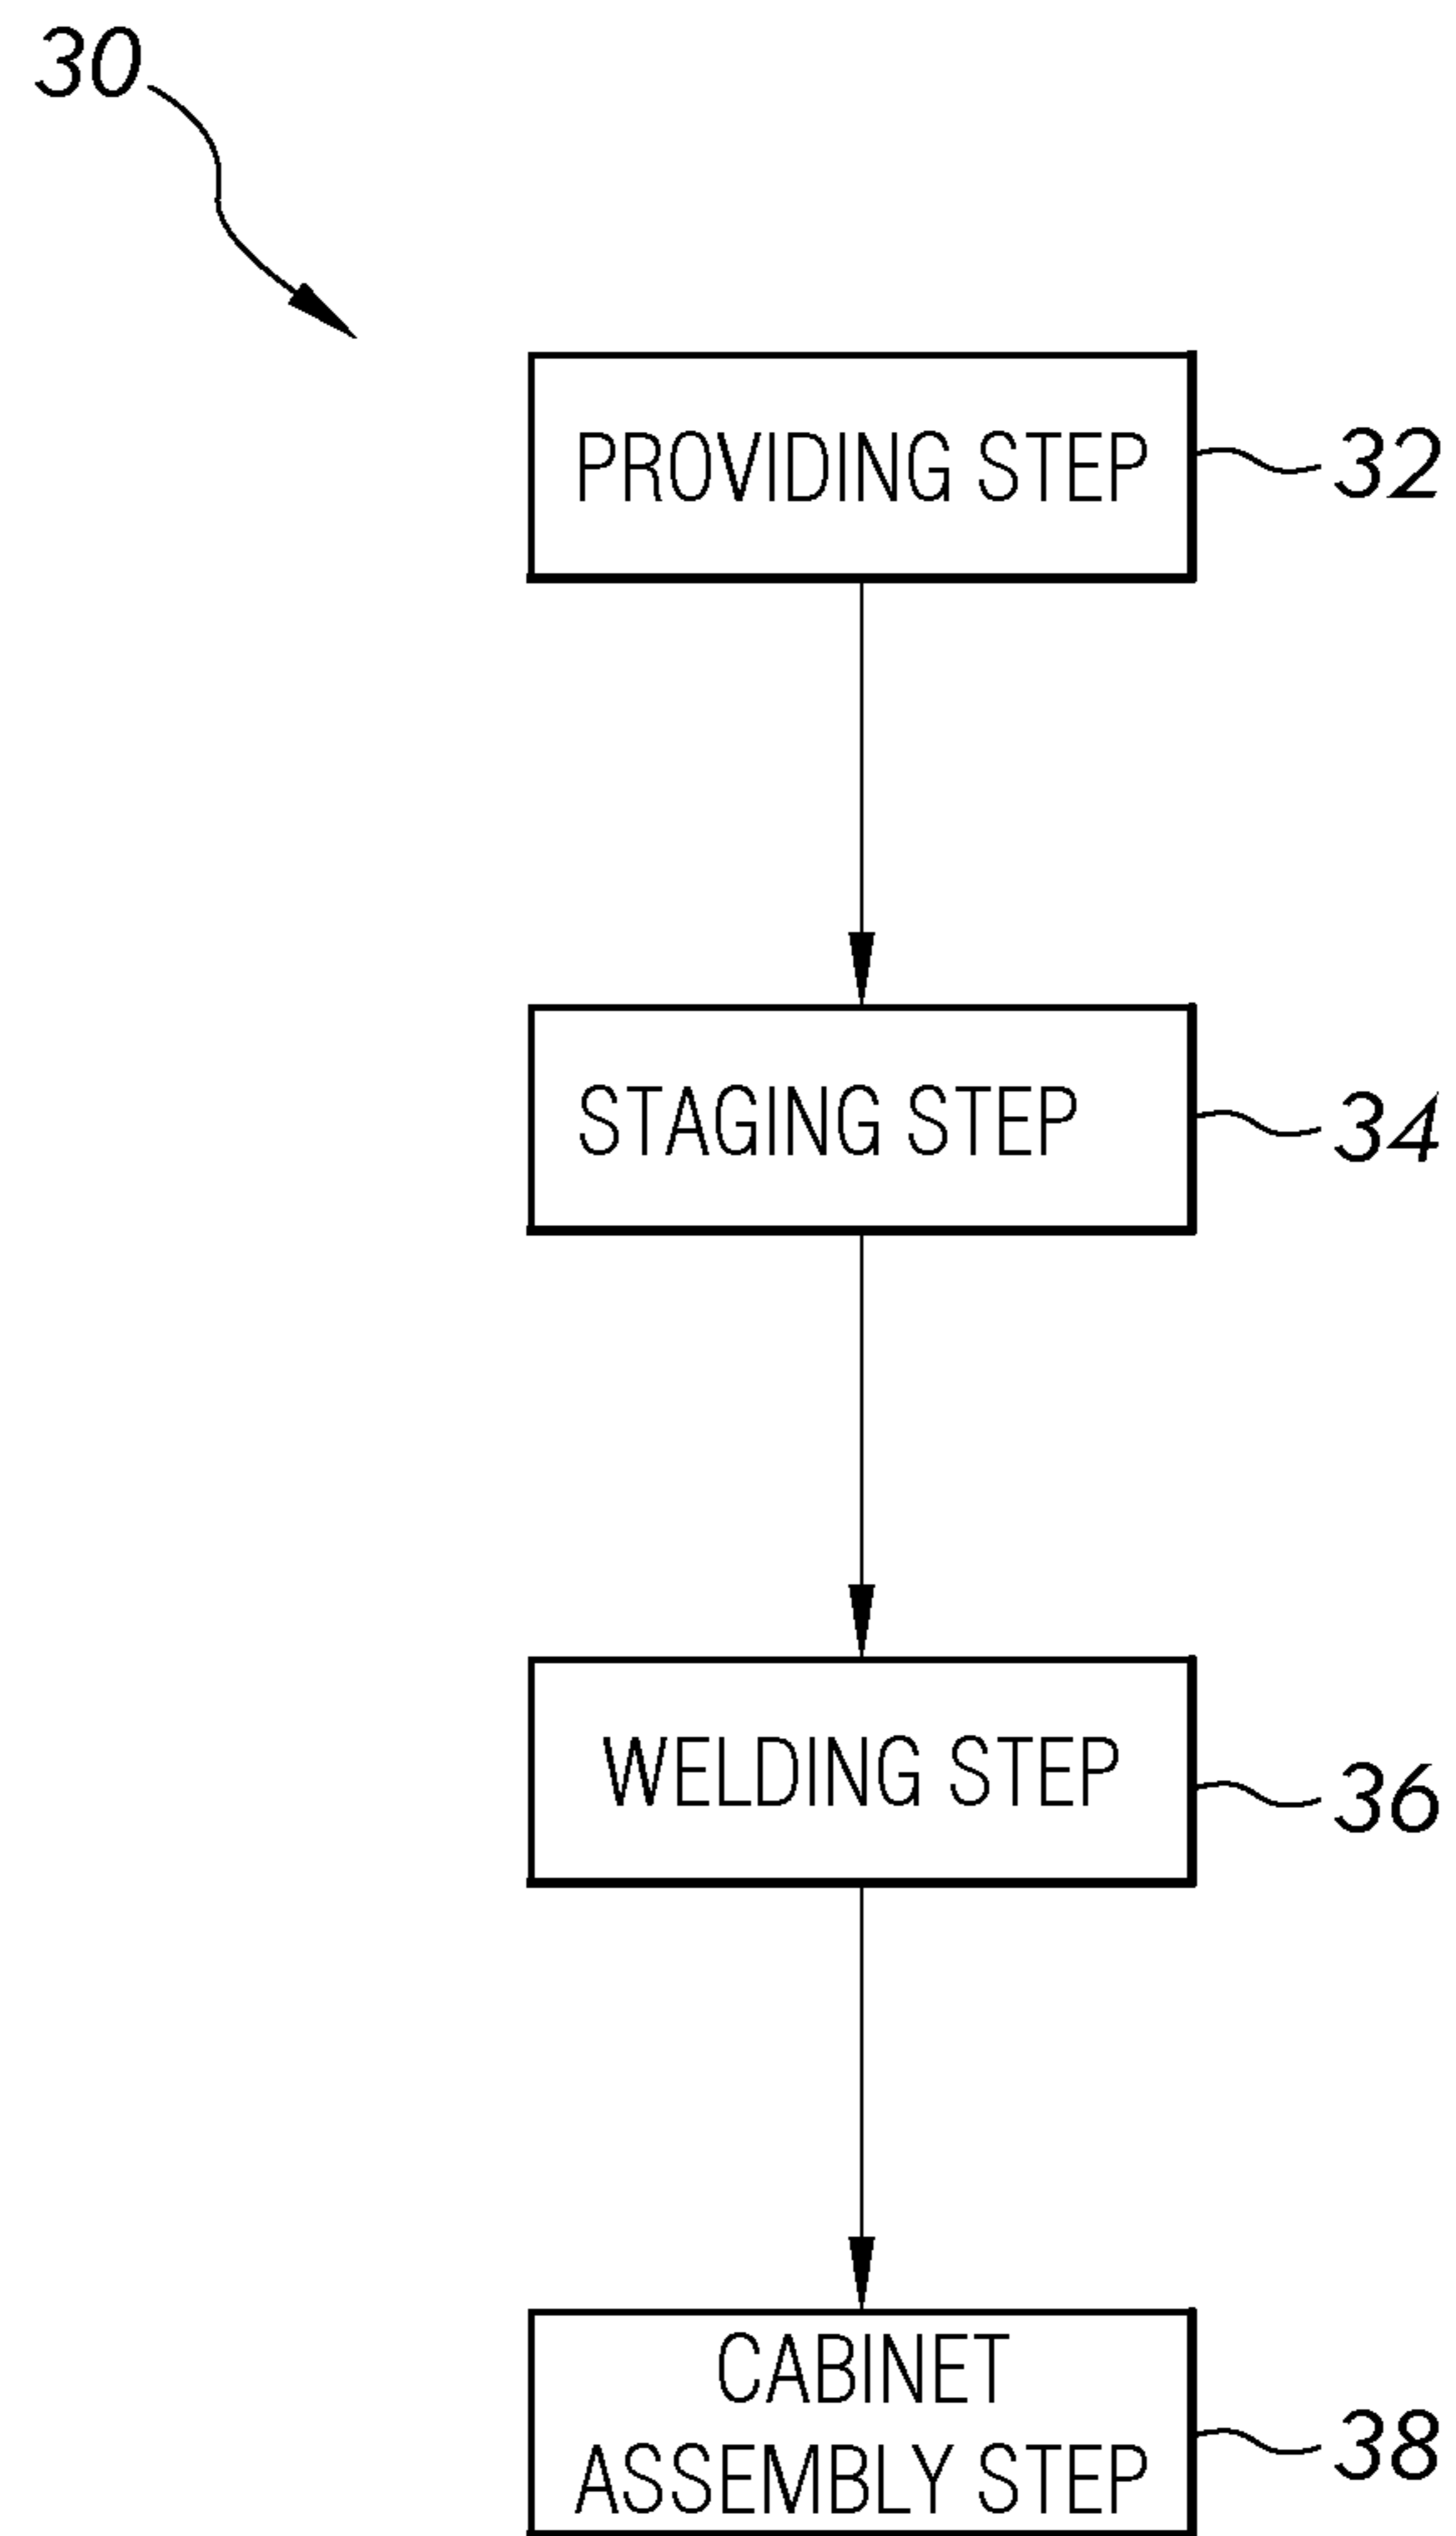 30
PROVIDING STEP
32
STAGING STEP
34
WELDING STEP
36
CABINET
ASSEMBLY STEP
38